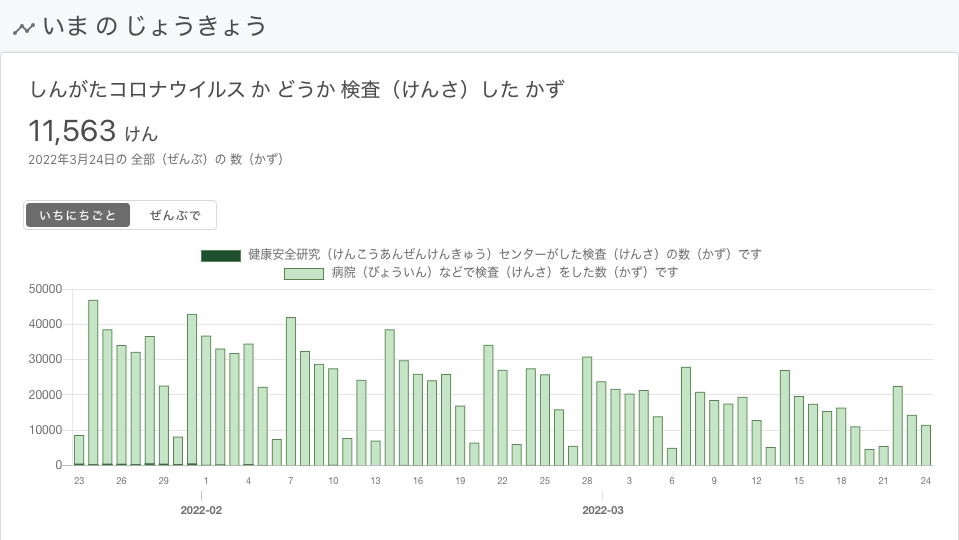 いま の じょうきょう
しんがたコロナウイルス か どうか 検査（けんさ）した かず
11,563 けん
2022年3月24日の 全部（ぜんぶ）の 数（かず）
いちにちごと ぜんぶで
健康安全研究（けんこうあんぜんけんきゅう）センターがした検査（けんさ）の数（かず）です
病院（びょういん）などで検査（けんさ）をした数（かず）です
50000
40000
30000
20000
10000
0
23 26 29 1 4 7 10 13 16 19 22 25 28 3 6 9 12 15 18 21 24
2022-02 2022-03